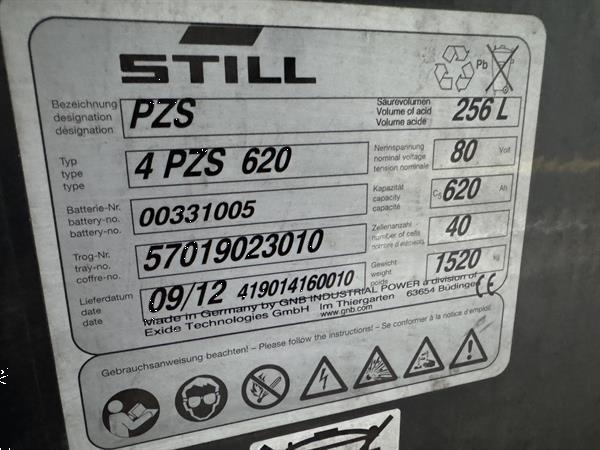 STILL
Pb
Bezeichnung
designation
désignation
PZS
Säurevolumen
Volume of acid
Volume acide
256 L
Typ
type
type
4 PZS 620
Nennspannung
nominal voltage
tension nominale
80 Volt
Batterie-Nr.
battery-no.
battery-no.
00331005
Kapazität
capacity
capacité
C5 620 Ah
Trog-Nr.
tray-no.
coffre-no.
57019023010
Zellenanzahl
number of cells
nombre d'elements
40
Lieferdatum
date
date
09/12 419014160010
Gewicht
weight
poids
1520 kg
Made in Germany by GNB INDUSTRIAL POWER a division of
Exide Technologies GmbH Im Thiergarten 63654 Büdingen
www.gnb.com
CE
Gebrauchsanweisung beachten! – Please follow the instructions! – Se conformer à la notice d'emploi!